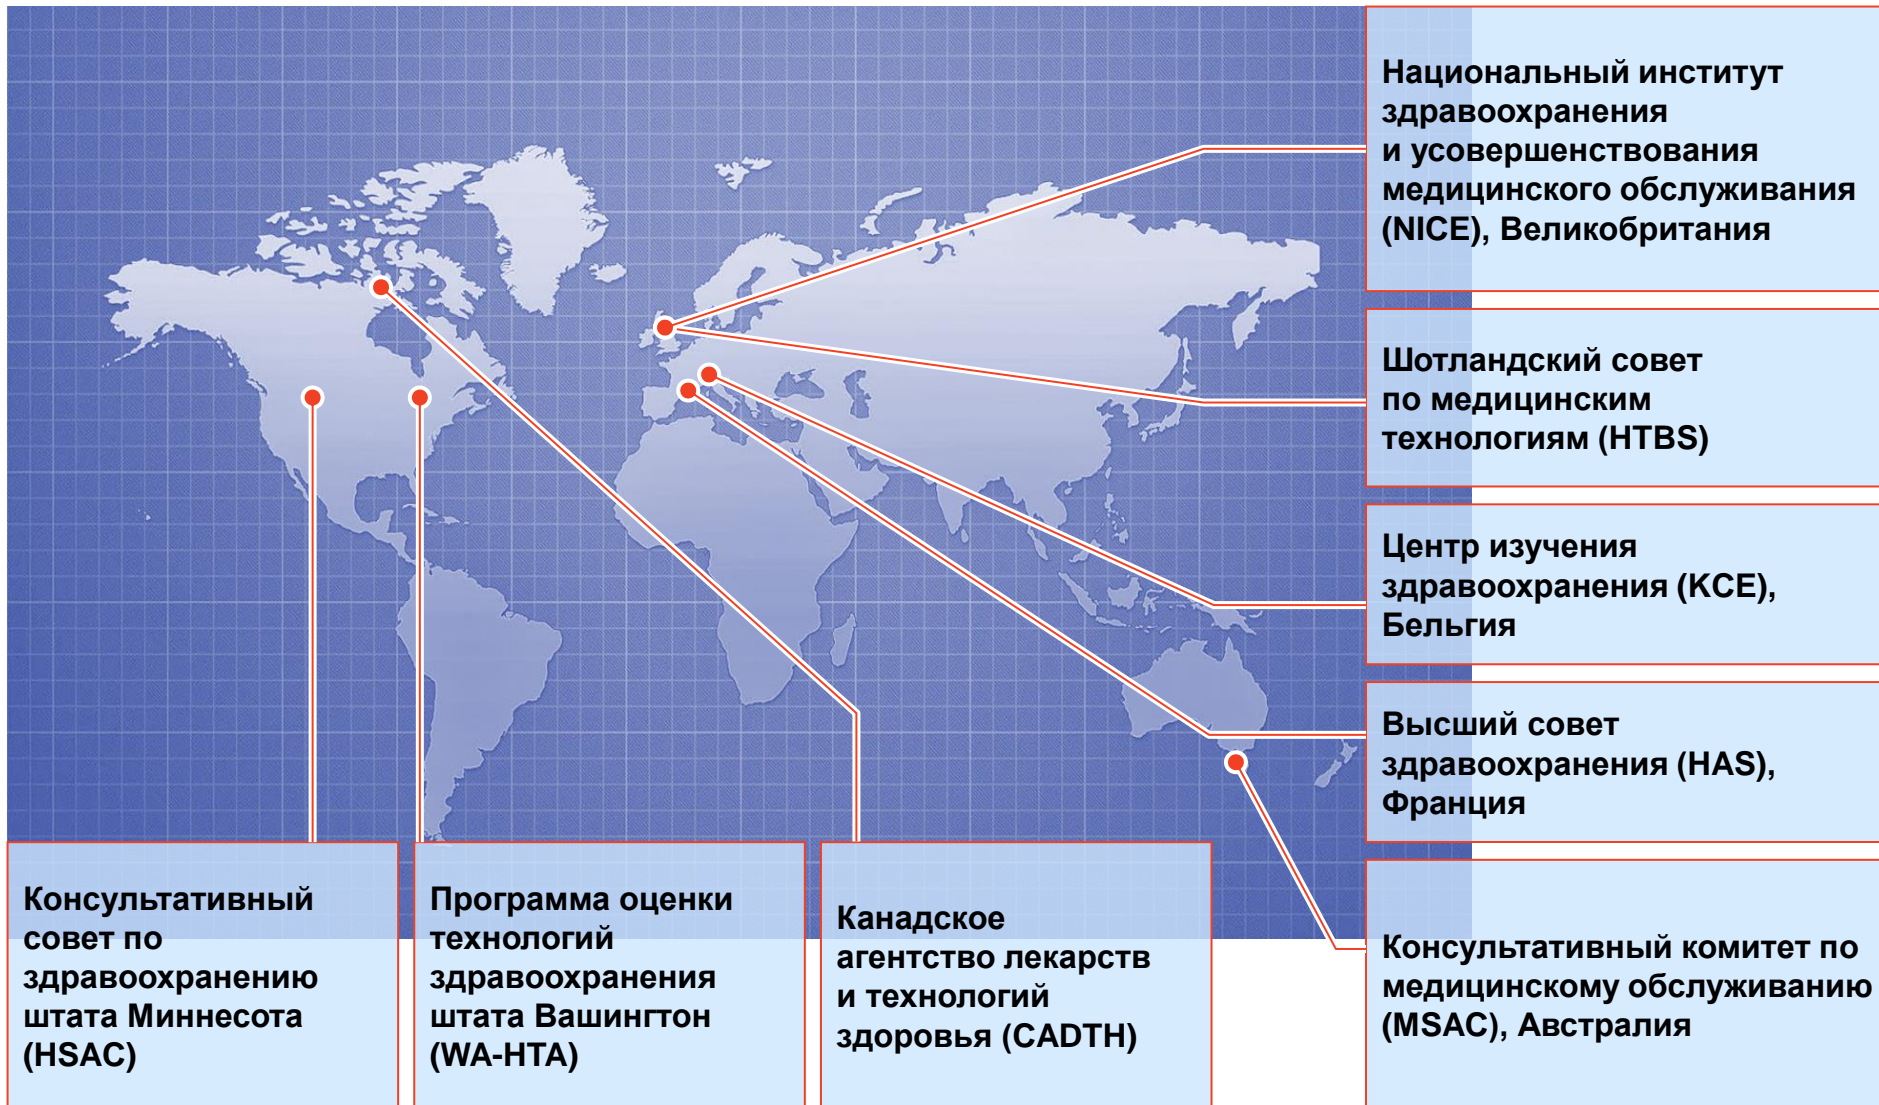 Национальный институт
здравоохранения
и усовершенствования
медицинского обслуживания
(NICE), Великобритания
Шотландский совет
по медицинским
технологиям (HTBS)
Центр изучения
здравоохранения (KCE),
Бельгия
Высший совет
здравоохранения (HAS),
Франция
Консультативный комитет по
медицинскому обслуживанию
(MSAC), Австралия
Консультативный
совет по
здравоохранению
штата Миннесота
(HSAC)
Программа оценки
технологий
здравоохранения
штата Вашингтон
(WA-HTA)
Канадское
агентство лекарств
и технологий
здоровья (CADTH)